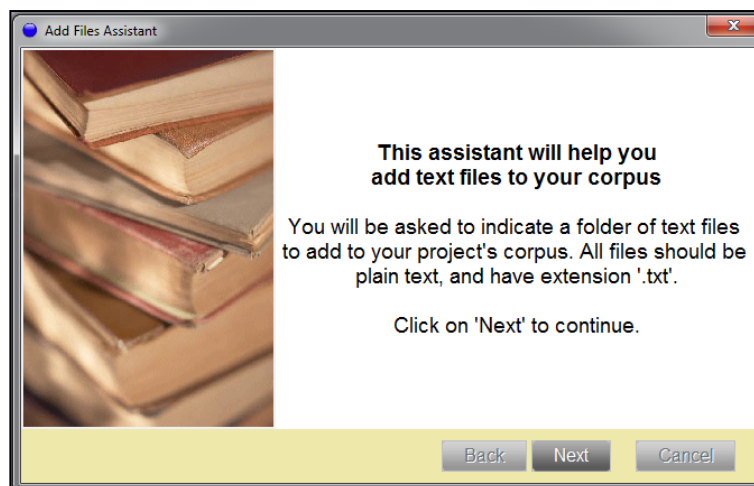 Add Files Assistant
This assistant will help you
add text files to your corpus
You will be asked to indicate a folder of text files
to add to your project's corpus. All files should be
plain text, and have extension '.txt'.
Click on 'Next' to continue.
Back Next Cancel